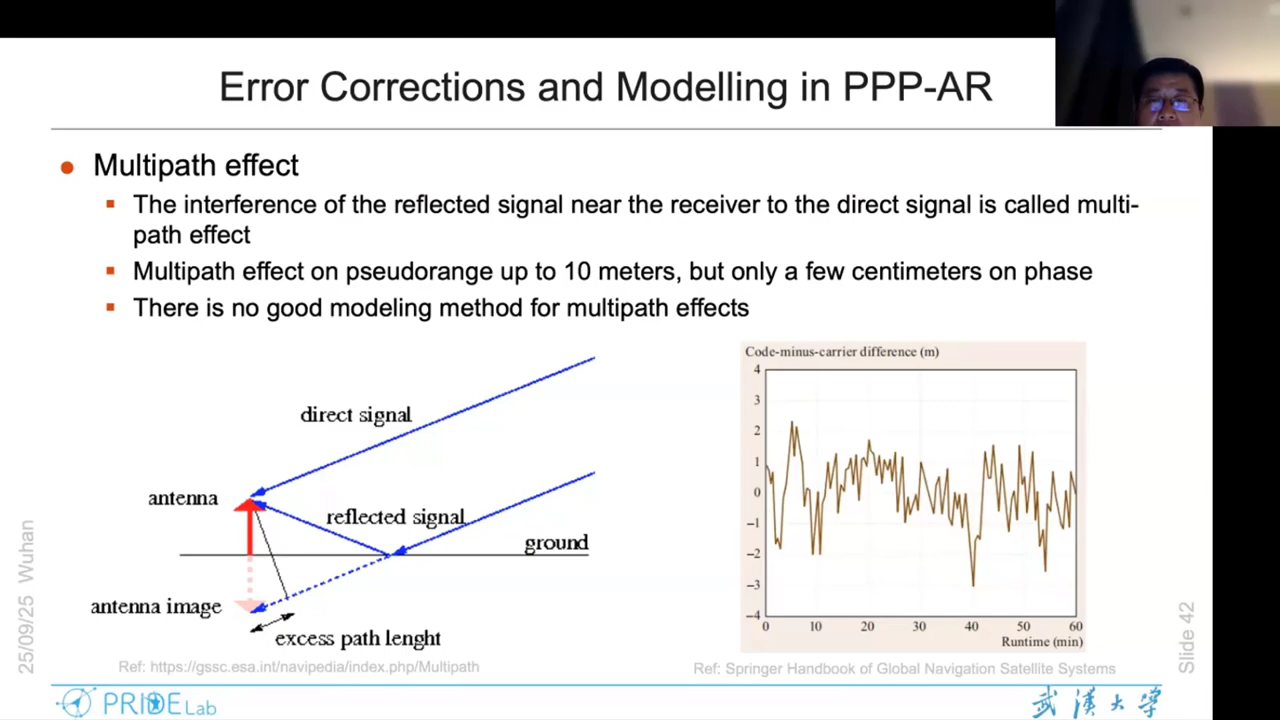 Error Corrections and Modelling in PPP-AR
Multipath effect
The interference of the reflected signal near the receiver to the direct signal is called multi-
path effect
Multipath effect on pseudorange up to 10 meters, but only a few centimeters on phase
There is no good modeling method for multipath effects
direct signal
antenna
reflected signal
ground
antenna image
excess path lenght
Ref: https://gssc.esa.int/navipedia/index.php/Multipath
Code-minus-carrier difference (m)
4
3
2
1
0
−1
−2
−3
−4
0 10 20 30 40 50 60
Runtime (min)
Ref: Springer Handbook of Global Navigation Satellite Systems
25/09/25 Wuhan
Slide 42
PRIDE Lab
武漢大学